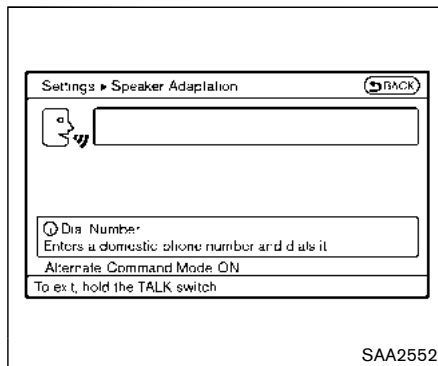 Settings ▸ Speaker Adaptation
BACK
Dial Number
Enters a domestic phone number and dials it
Alternate Command Mode ON
To exit, hold the TALK switch
SAA2552